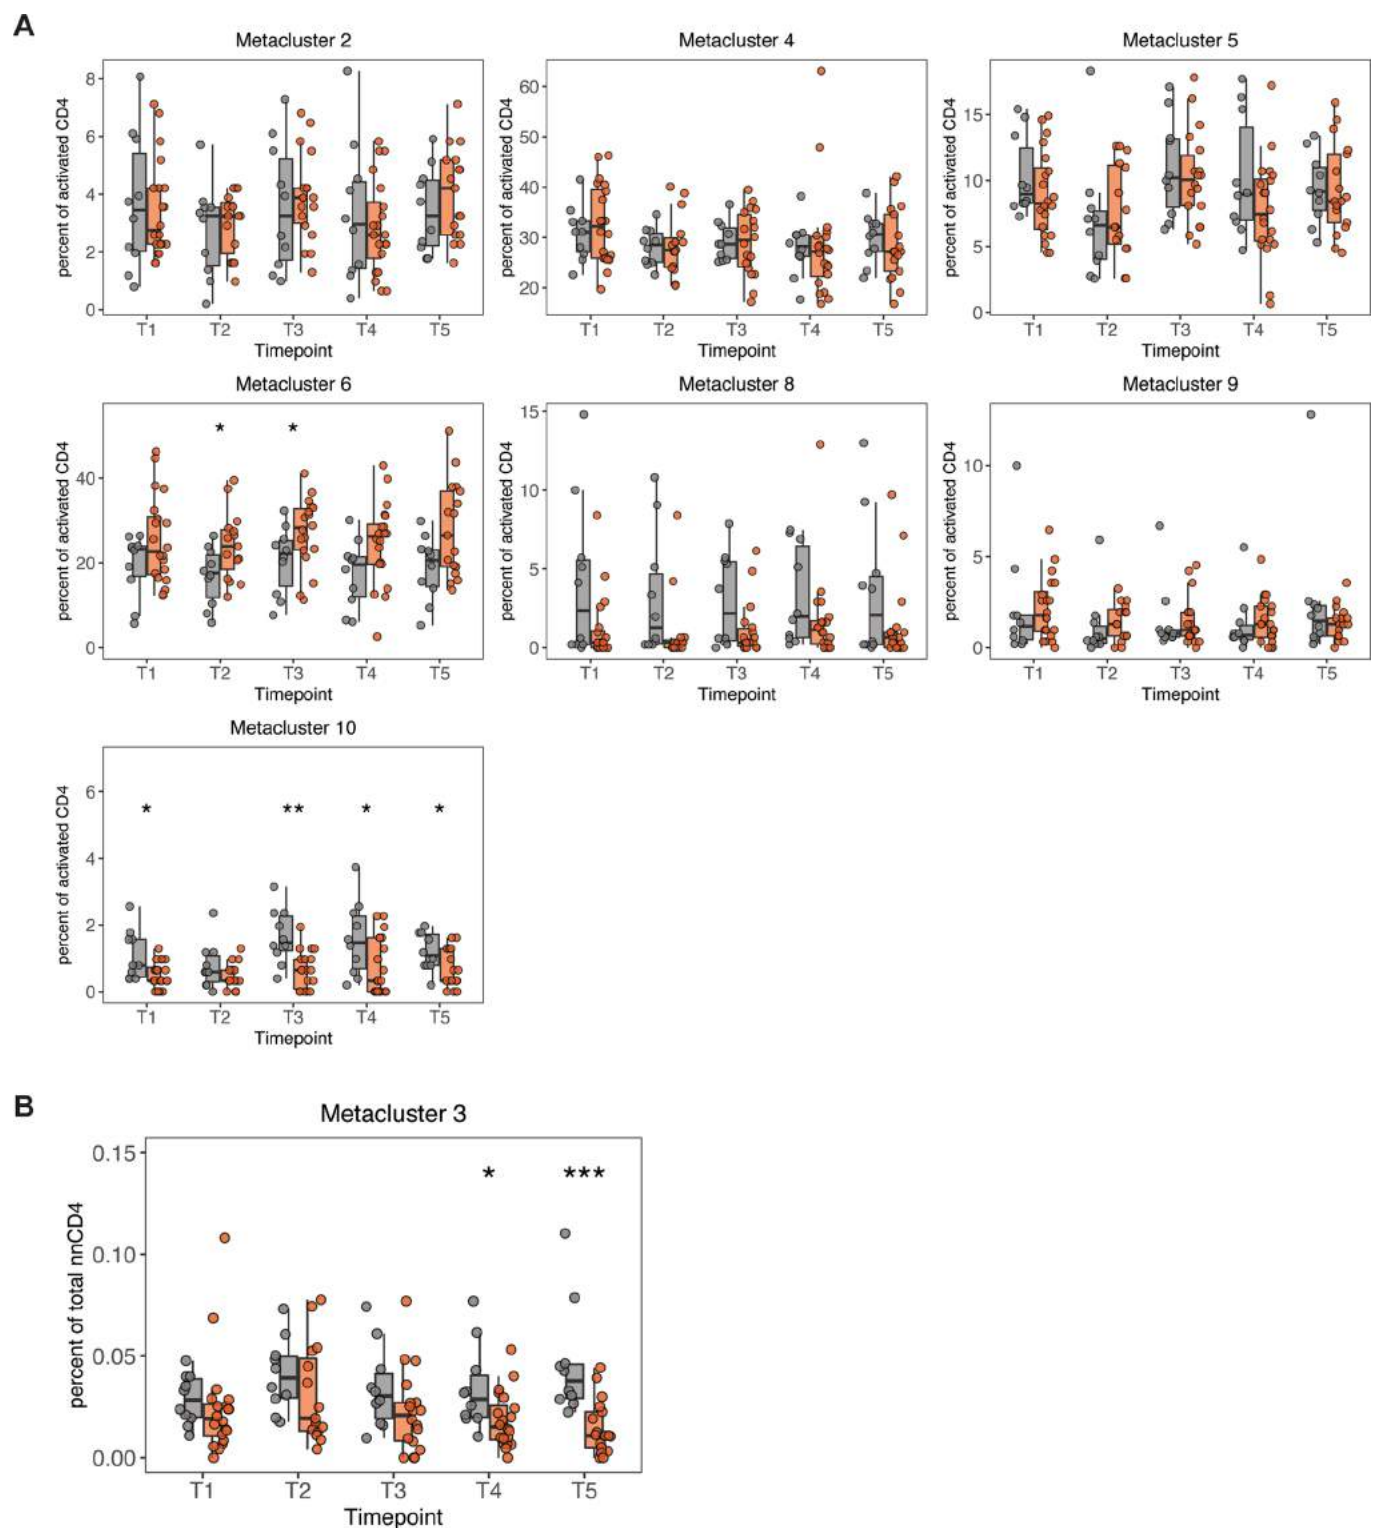 A
Metacluster 2
percent of activated CD4
8
6
4
2
0
T1 T2 T3 T4 T5
Timepoint
Metacluster 4
percent of activated CD4
60
50
40
30
20
T1 T2 T3 T4 T5
Timepoint
Metacluster 5
percent of activated CD4
15
10
5
0
T1 T2 T3 T4 T5
Timepoint
Metacluster 6
percent of activated CD4
* *
40
20
0
T1 T2 T3 T4 T5
Timepoint
Metacluster 8
percent of activated CD4
15
10
5
0
T1 T2 T3 T4 T5
Timepoint
Metacluster 9
percent of activated CD4
10
5
0
T1 T2 T3 T4 T5
Timepoint
Metacluster 10
percent of activated CD4
6
* ** * *
4
2
0
T1 T2 T3 T4 T5
Timepoint
B
Metacluster 3
percent of total nnCD4
0.15
* ***
0.10
0.05
0.00
T1 T2 T3 T4 T5
Timepoint